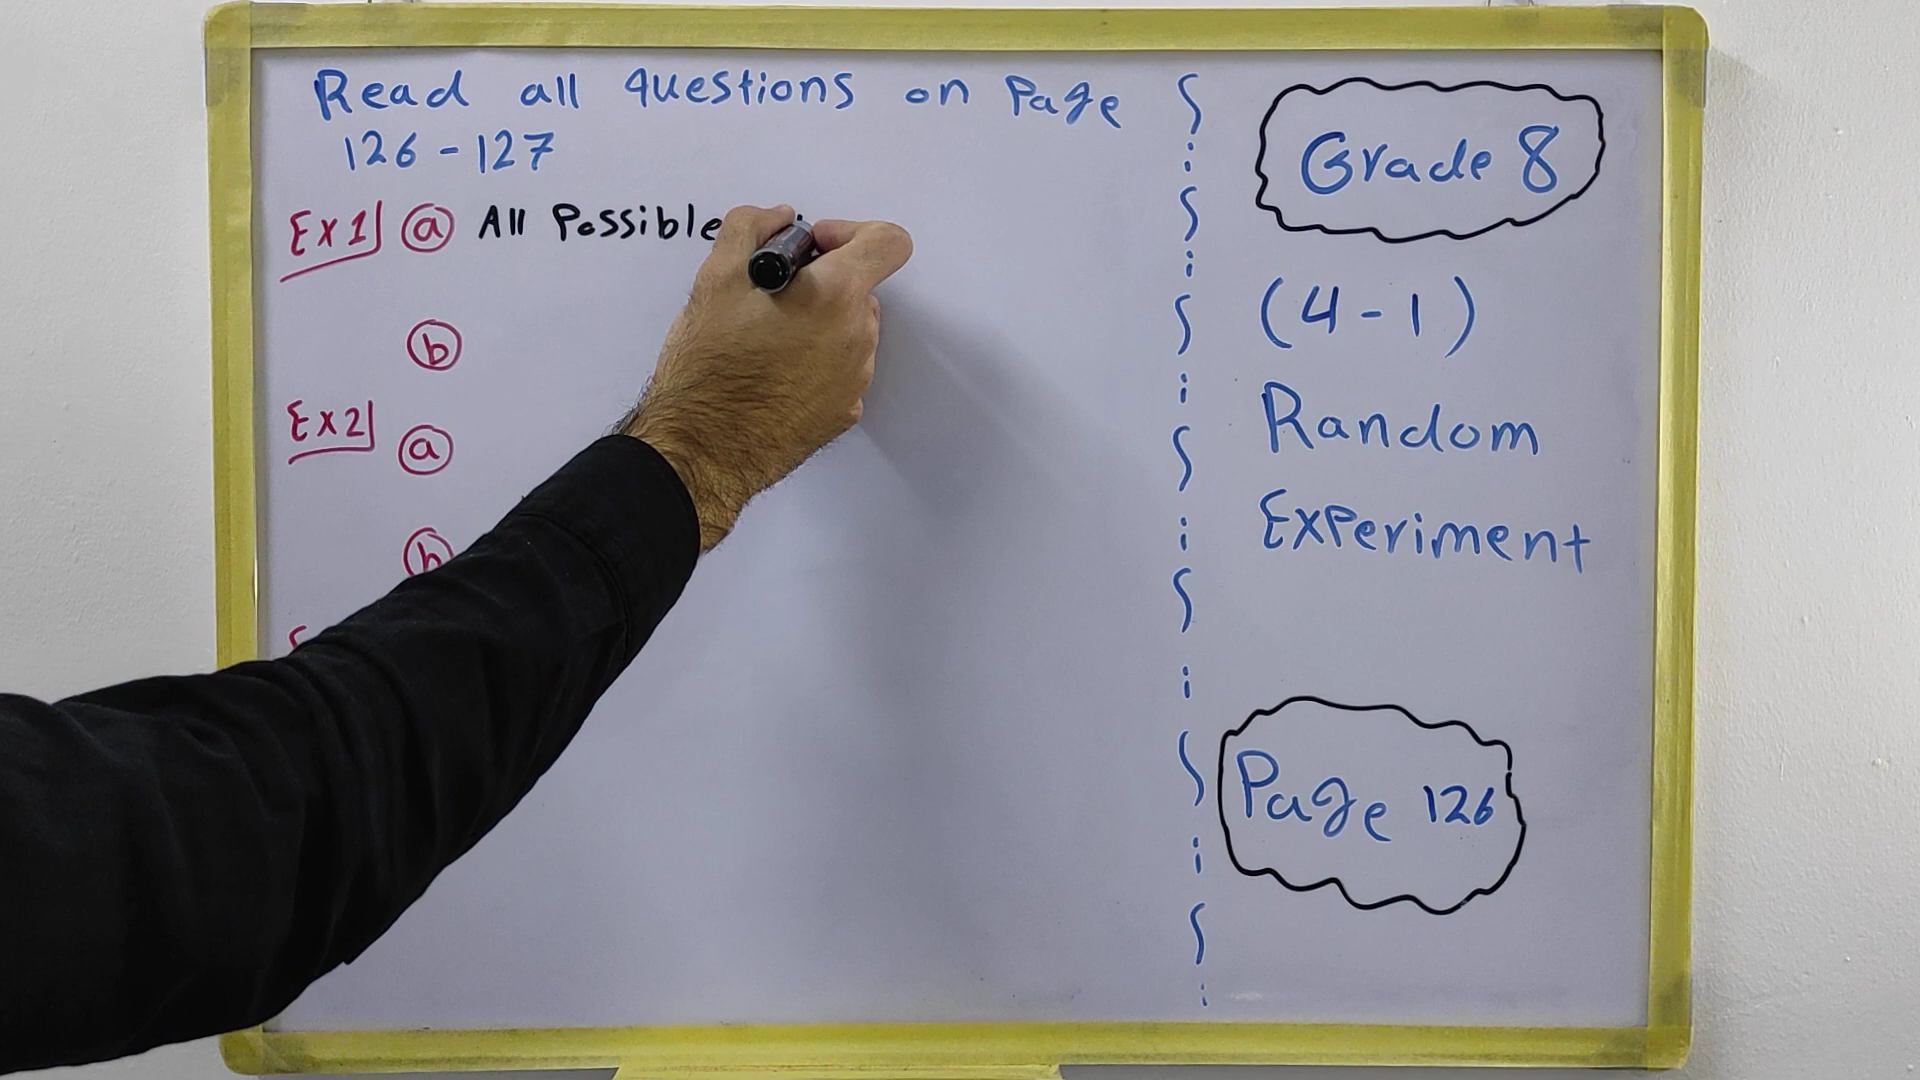 Read all questions on Page
126 - 127
Ex1 a All Possible
b
Ex2 a
b
Grade 8
(4-1)
Random
Experiment
Page 126